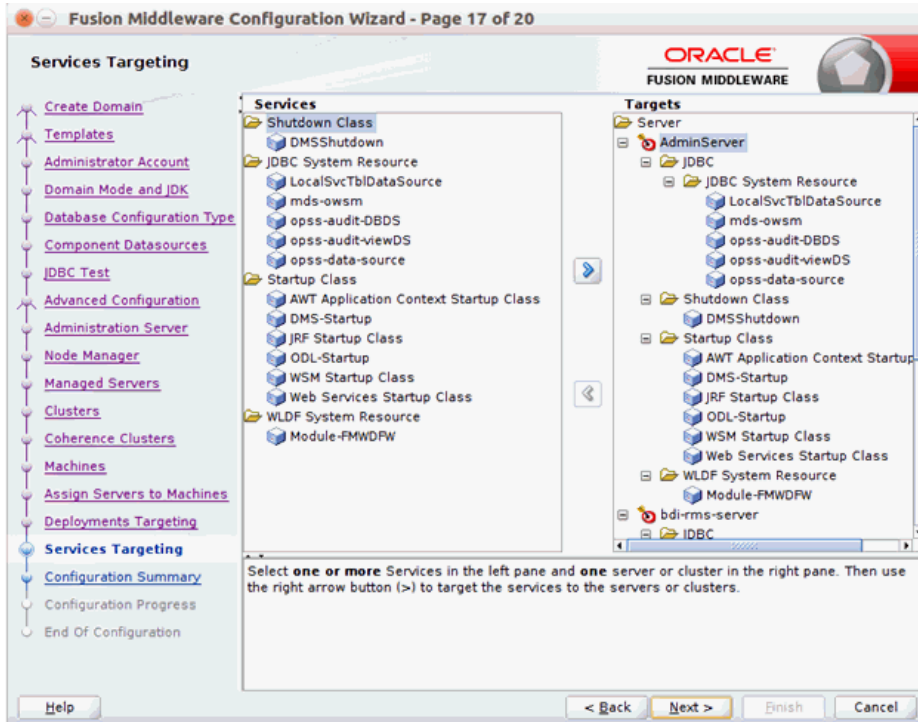 Fusion Middleware Configuration Wizard - Page 17 of 20
Services Targeting
ORACLE
FUSION MIDDLEWARE
Create Domain
Templates
Administrator Account
Domain Mode and JDK
Database Configuration Type
Component Datasources
JDBC Test
Advanced Configuration
Administration Server
Node Manager
Managed Servers
Clusters
Coherence Clusters
Machines
Assign Servers to Machines
Deployments Targeting
Services Targeting
Configuration Summary
Configuration Progress
End Of Configuration
Services
Shutdown Class
DMSShutdown
JDBC System Resource
LocalSvcTblDataSource
mds-owsm
opss-audit-DBDS
opss-audit-viewDS
opss-data-source
Startup Class
AWT Application Context Startup Class
DMS-Startup
JRF Startup Class
ODL-Startup
WSM Startup Class
Web Services Startup Class
WLDF System Resource
Module-FMWDFW
Targets
Server
AdminServer
JDBC
JDBC System Resource
LocalSvcTblDataSource
mds-owsm
opss-audit-DBDS
opss-audit-viewDS
opss-data-source
Shutdown Class
DMSShutdown
Startup Class
AWT Application Context Startup
DMS-Startup
JRF Startup Class
ODL-Startup
WSM Startup Class
Web Services Startup Class
WLDF System Resource
Module-FMWDFW
bdi-rms-server
JDBC
Select one or more Services in the left pane and one server or cluster in the right pane. Then use
the right arrow button (>) to target the services to the servers or clusters.
Help
< Back
Next >
Finish
Cancel